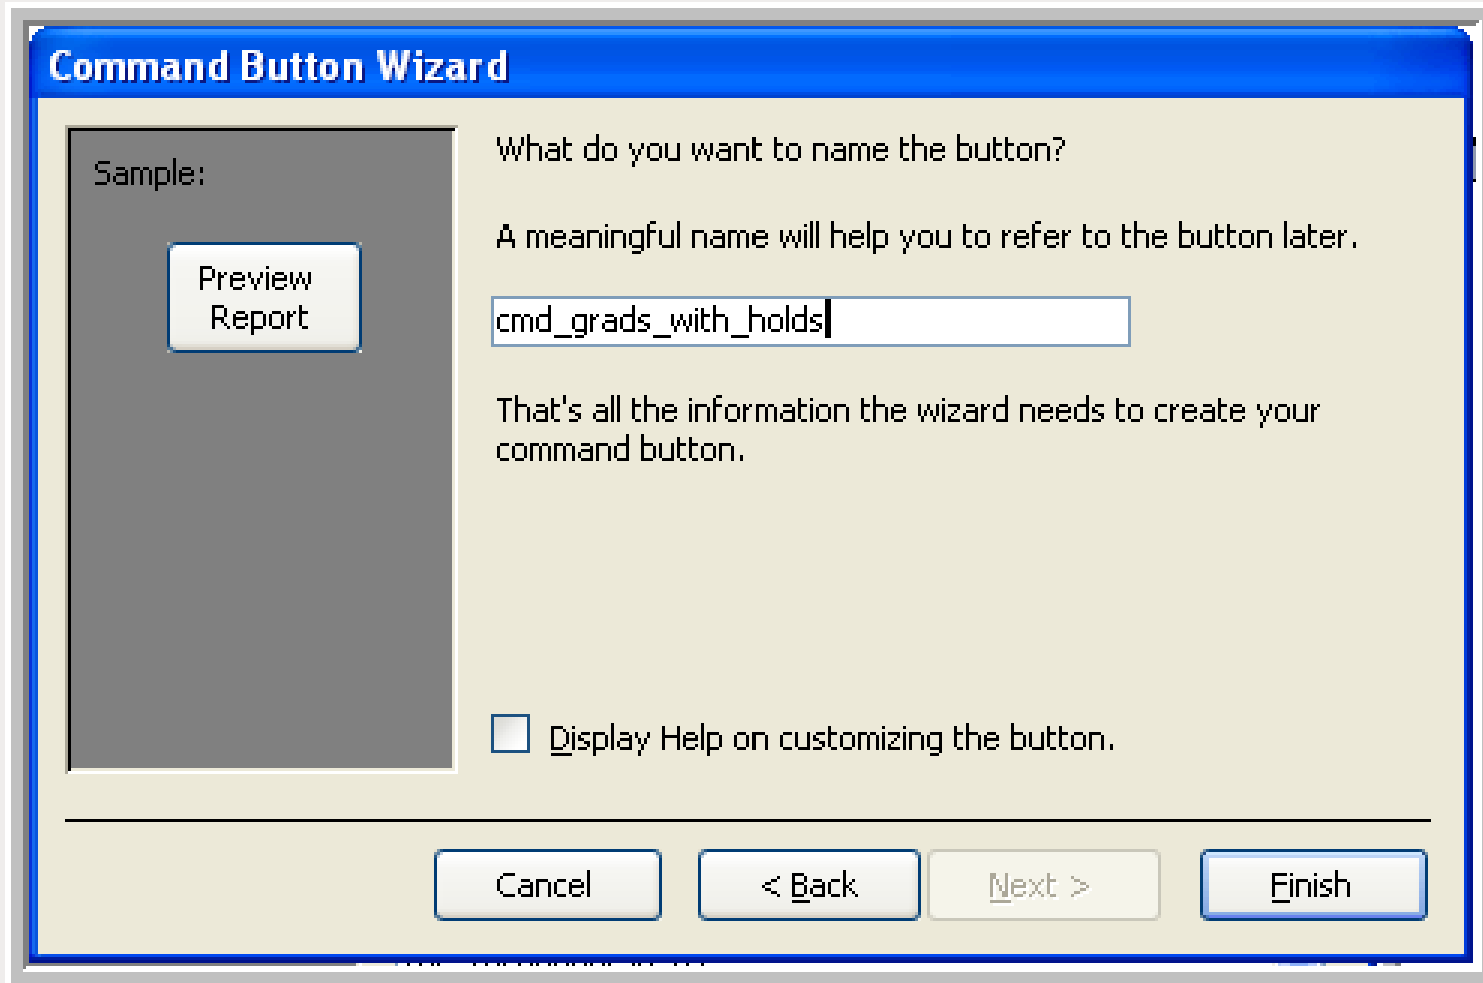 Command Button Wizard
Sample:
Preview
Report
What do you want to name the button?
A meaningful name will help you to refer to the button later.
cmd_grads_with_holds
That's all the information the wizard needs to create your
command button.
Display Help on customizing the button.
Cancel
< Back
Next >
Finish